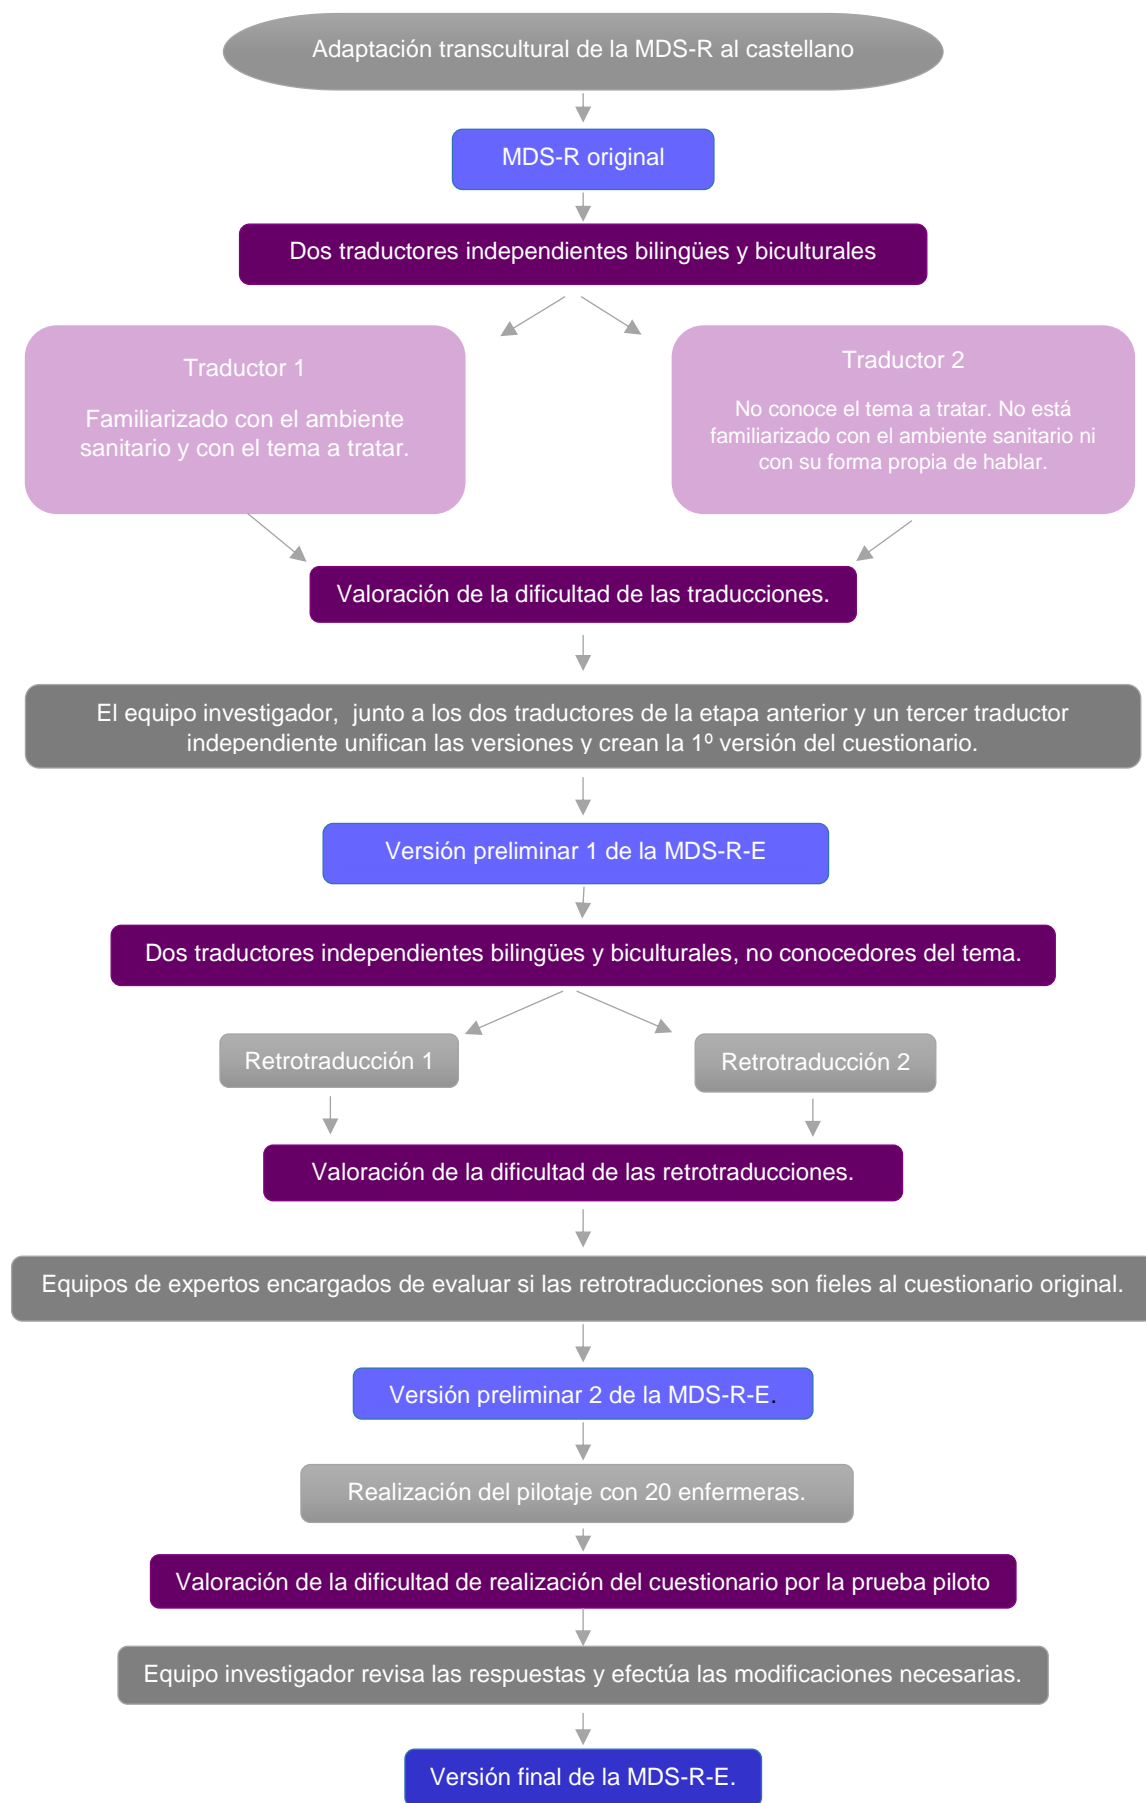 Adaptación transcultural de la MDS-R al castellano
MDS-R original
Dos traductores independientes bilingües y biculturales
Traductor 1
Familiarizado con el ambiente
sanitario y con el tema a tratar.
Traductor 2
No conoce el tema a tratar. No está
familiarizado con el ambiente sanitario ni
con su forma propia de hablar.
Valoración de la dificultad de las traducciones.
El equipo investigador, junto a los dos traductores de la etapa anterior y un tercer traductor
independiente unifican las versiones y crean la 1º versión del cuestionario.
Versión preliminar 1 de la MDS-R-E
Dos traductores independientes bilingües y biculturales, no conocedores del tema.
Retrotraducción 1
Retrotraducción 2
Valoración de la dificultad de las retrotraducciones.
Equipos de expertos encargados de evaluar si las retrotraducciones son fieles al cuestionario original.
Versión preliminar 2 de la MDS-R-E.
Realización del pilotaje con 20 enfermeras.
Valoración de la dificultad de realización del cuestionario por la prueba piloto
Equipo investigador revisa las respuestas y efectúa las modificaciones necesarias.
Versión final de la MDS-R-E.